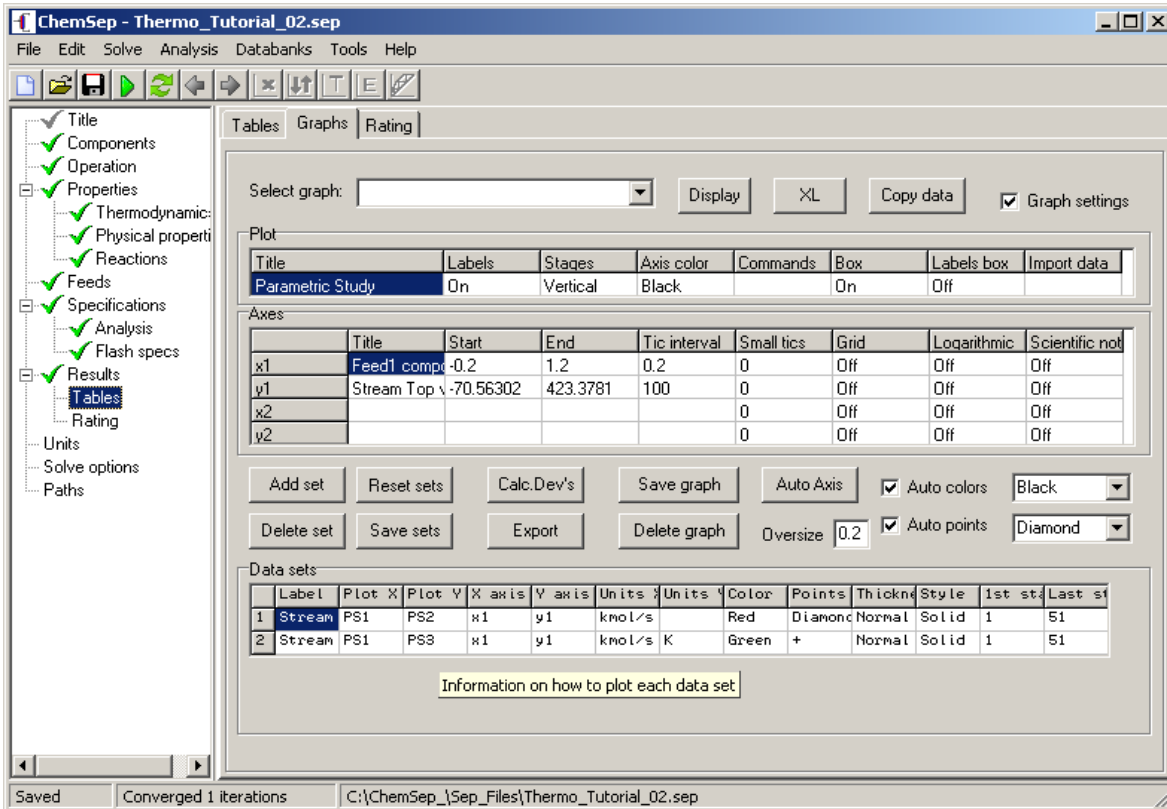 ChemSep - Thermo_Tutorial_02.sep
File Edit Solve Analysis Databanks Tools Help
Title
Components
Operation
Properties
Thermodynamic
Physical properti
Reactions
Feeds
Specifications
Analysis
Flash specs
Results
Tables
Rating
Units
Solve options
Paths
Tables Graphs Rating
Select graph: Display XL Copy data Graph settings
Plot
Title Labels Stages Axis color Commands Box Labels box Import data
Parametric Study On Vertical Black On Off
Axes
Title Start End Tic interval Small tics Grid Logarithmic Scientific not
x1 Feed1 compo -0.2 1.2 0.2 0 Off Off Off
y1 Stream Top v -70.56302 423.3781 100 0 Off Off Off
x2 0 Off Off Off
y2 0 Off Off Off
Add set Reset sets Calc.Dev's Save graph Auto Axis Auto colors Black
Delete set Save sets Export Delete graph Oversize 0.2 Auto points Diamond
Data sets
Label Plot X Plot Y X axis Y axis Units Units Color Points Thickne Style 1st sta Last st
1 Stream PS1 PS2 x1 y1 kmol/s Red Diamond Normal Solid 1 51
2 Stream PS1 PS3 x1 y1 kmol/s K Green + Normal Solid 1 51
Information on how to plot each data set
Saved Converged 1 iterations C:\ChemSep_\Sep_Files\Thermo_Tutorial_02.sep